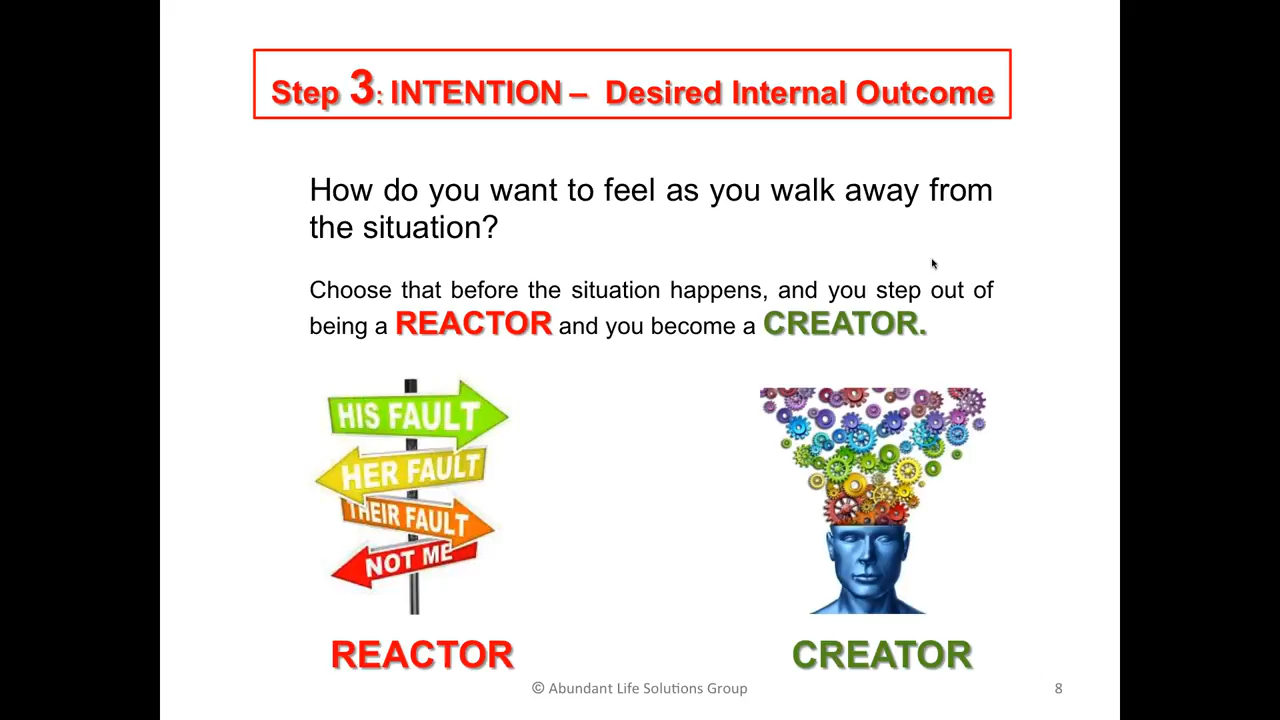 Step 3: INTENTION – Desired Internal Outcome
How do you want to feel as you walk away from
the situation?
Choose that before the situation happens, and you step out of
being a REACTOR and you become a CREATOR.
HIS FAULT
HER FAULT
THEIR FAULT
NOT ME
REACTOR
CREATOR
© Abundant Life Solutions Group
8